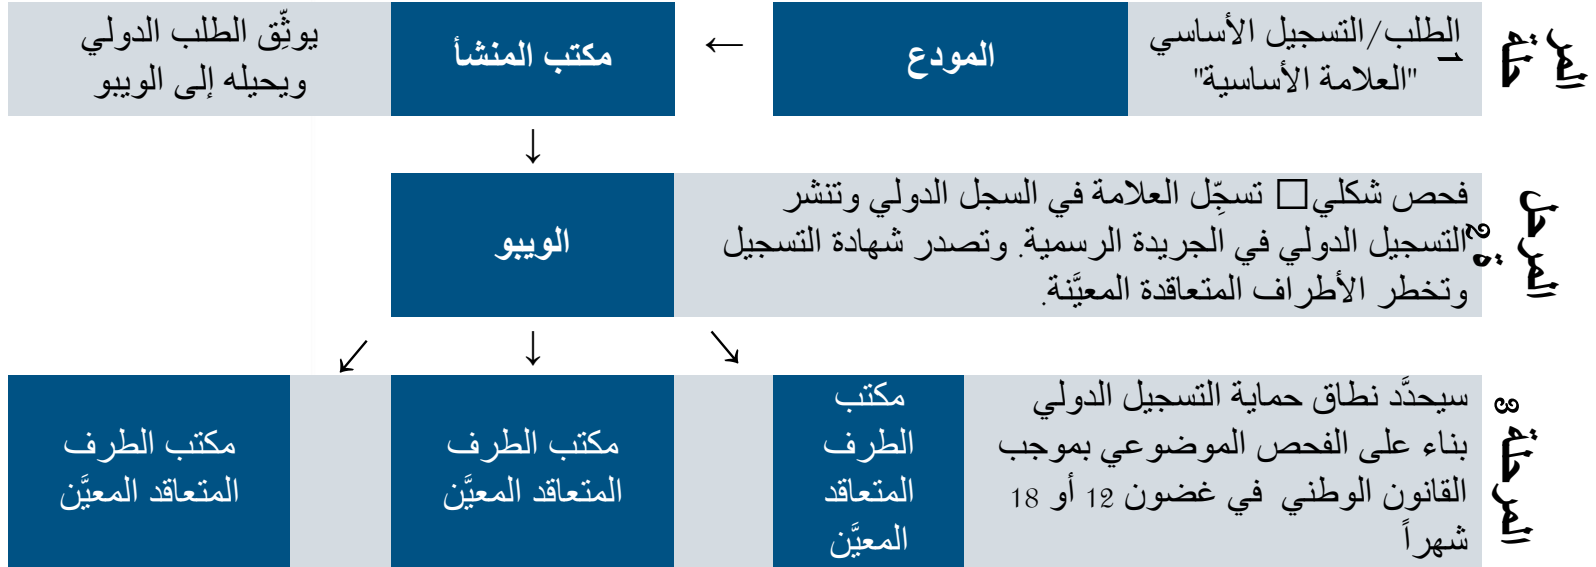 المرحلة 1
الطلب/التسجيل الأساسي
"العلامة الأساسية"
المودع
←
مكتب المنشأ
يوثِّق الطلب الدولي
ويحيله إلى الويبو
↓
المرحلة 2
فحص شكلي□ تسجِّل العلامة في السجل الدولي وتنشر
التسجيل الدولي في الجريدة الرسمية. وتصدر شهادة التسجيل
وتخطر الأطراف المتعاقدة المعيَّنة.
الويبو
↘ ↓ ↙
المرحلة 3
سيحدَّد نطاق حماية التسجيل الدولي
بناء على الفحص الموضوعي بموجب
القانون الوطني في غضون 12 أو 18
شهراً
مكتب
الطرف
المتعاقد
المعيَّن
مكتب الطرف
المتعاقد المعيَّن
مكتب الطرف
المتعاقد المعيَّن